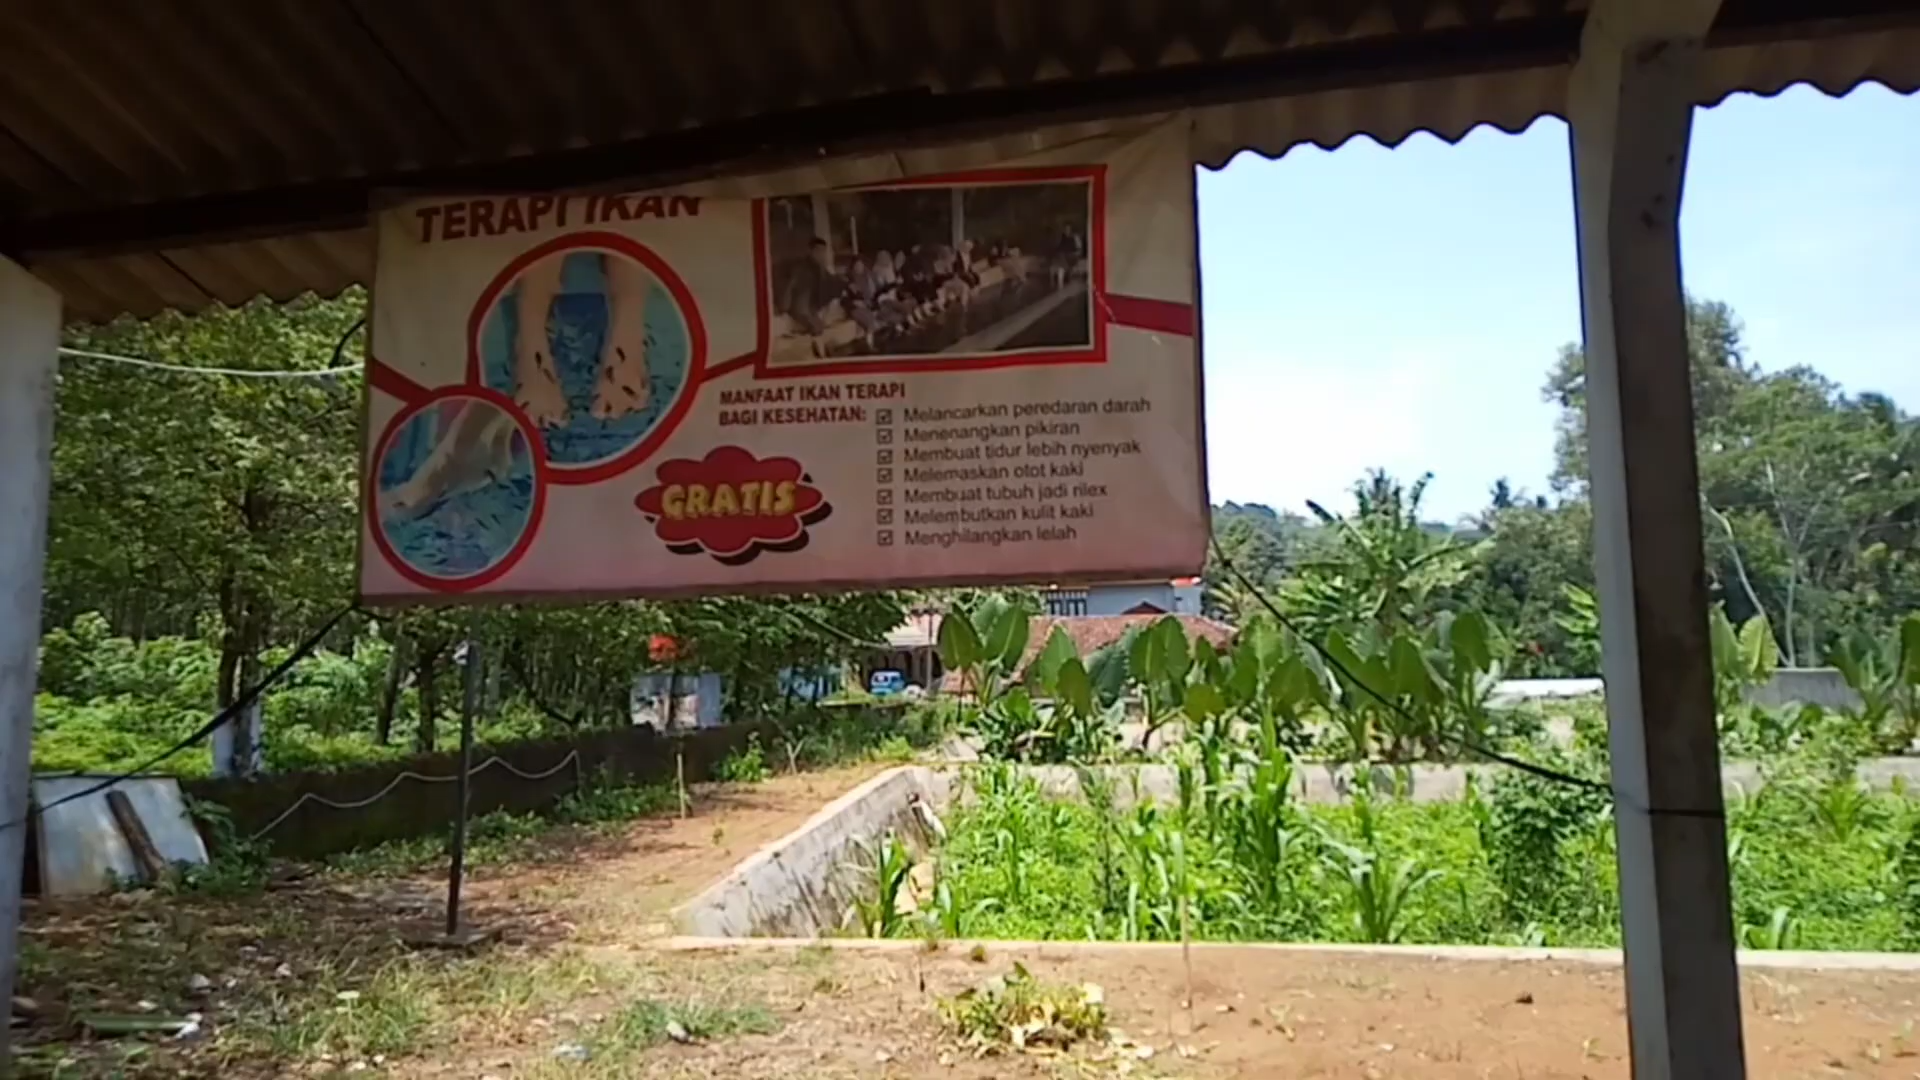 TERAPI IKAN
MANFAAT IKAN TERAPI
BAGI KESEHATAN:
Melancarkan peredaran darah
Menenangkan pikiran
Membuat tidur lebih nyenyak
Melemaskan otot kaki
Membuat tubuh jadi rilex
Melembutkan kulit kaki
Menghilangkan lelah
GRATIS